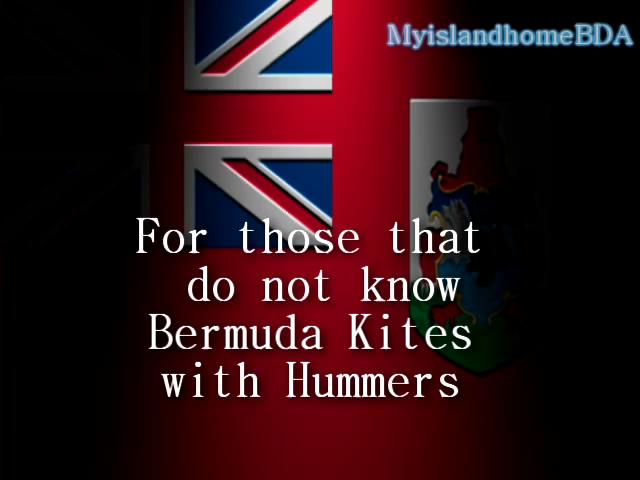 MyislandhomeBDA
For those that
do not know
Bermuda Kites
with Hummers